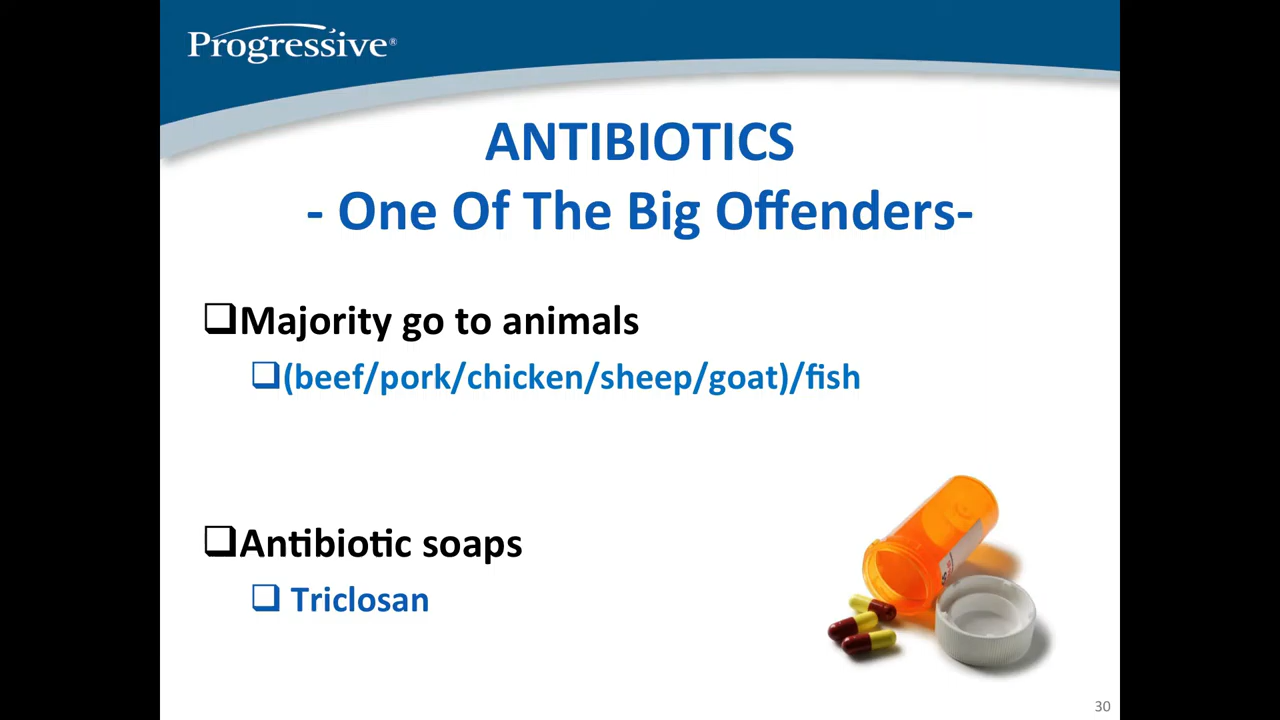 Progressive®
ANTIBIOTICS
- One Of The Big Offenders-
❑Majority go to animals
❑(beef/pork/chicken/sheep/goat)/fish
❑Antibiotic soaps
❑ Triclosan
30